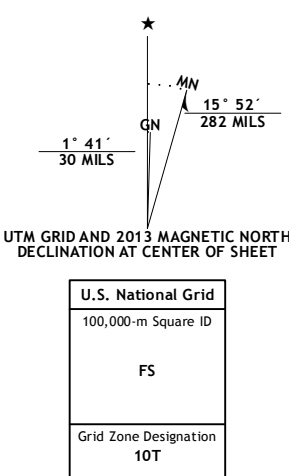 ★
MN
15° 52´
282 MILS
GN
1° 41´
30 MILS
UTM GRID AND 2013 MAGNETIC NORTH
DECLINATION AT CENTER OF SHEET
U.S. National Grid
100,000-m Square ID
FS
Grid Zone Designation
10T